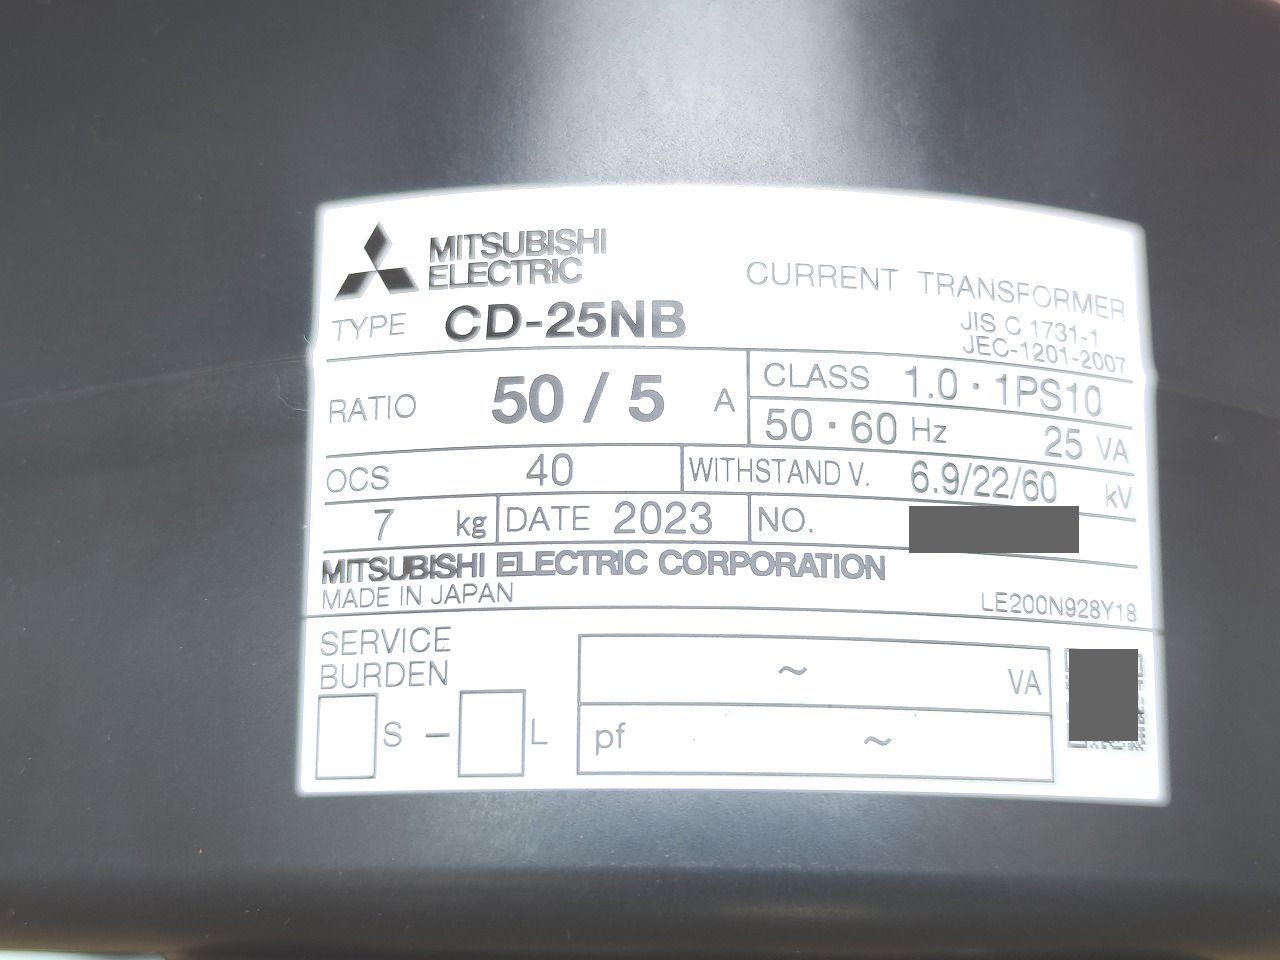 MITSUBISHI
ELECTRIC
CURRENT TRANSFORMER
TYPE CD-25NB
JIS C 1731-1
JEC-1201-2007
RATIO 50 / 5 A
CLASS 1.0・1PS10
50・60 Hz 25 VA
OCS 40
WITHSTAND V. 6.9/22/60 kV
7 kg DATE 2023 NO.
MITSUBISHI ELECTRIC CORPORATION
MADE IN JAPAN
LE200N928Y18
SERVICE
BURDEN
~ VA
S - L
pf ~